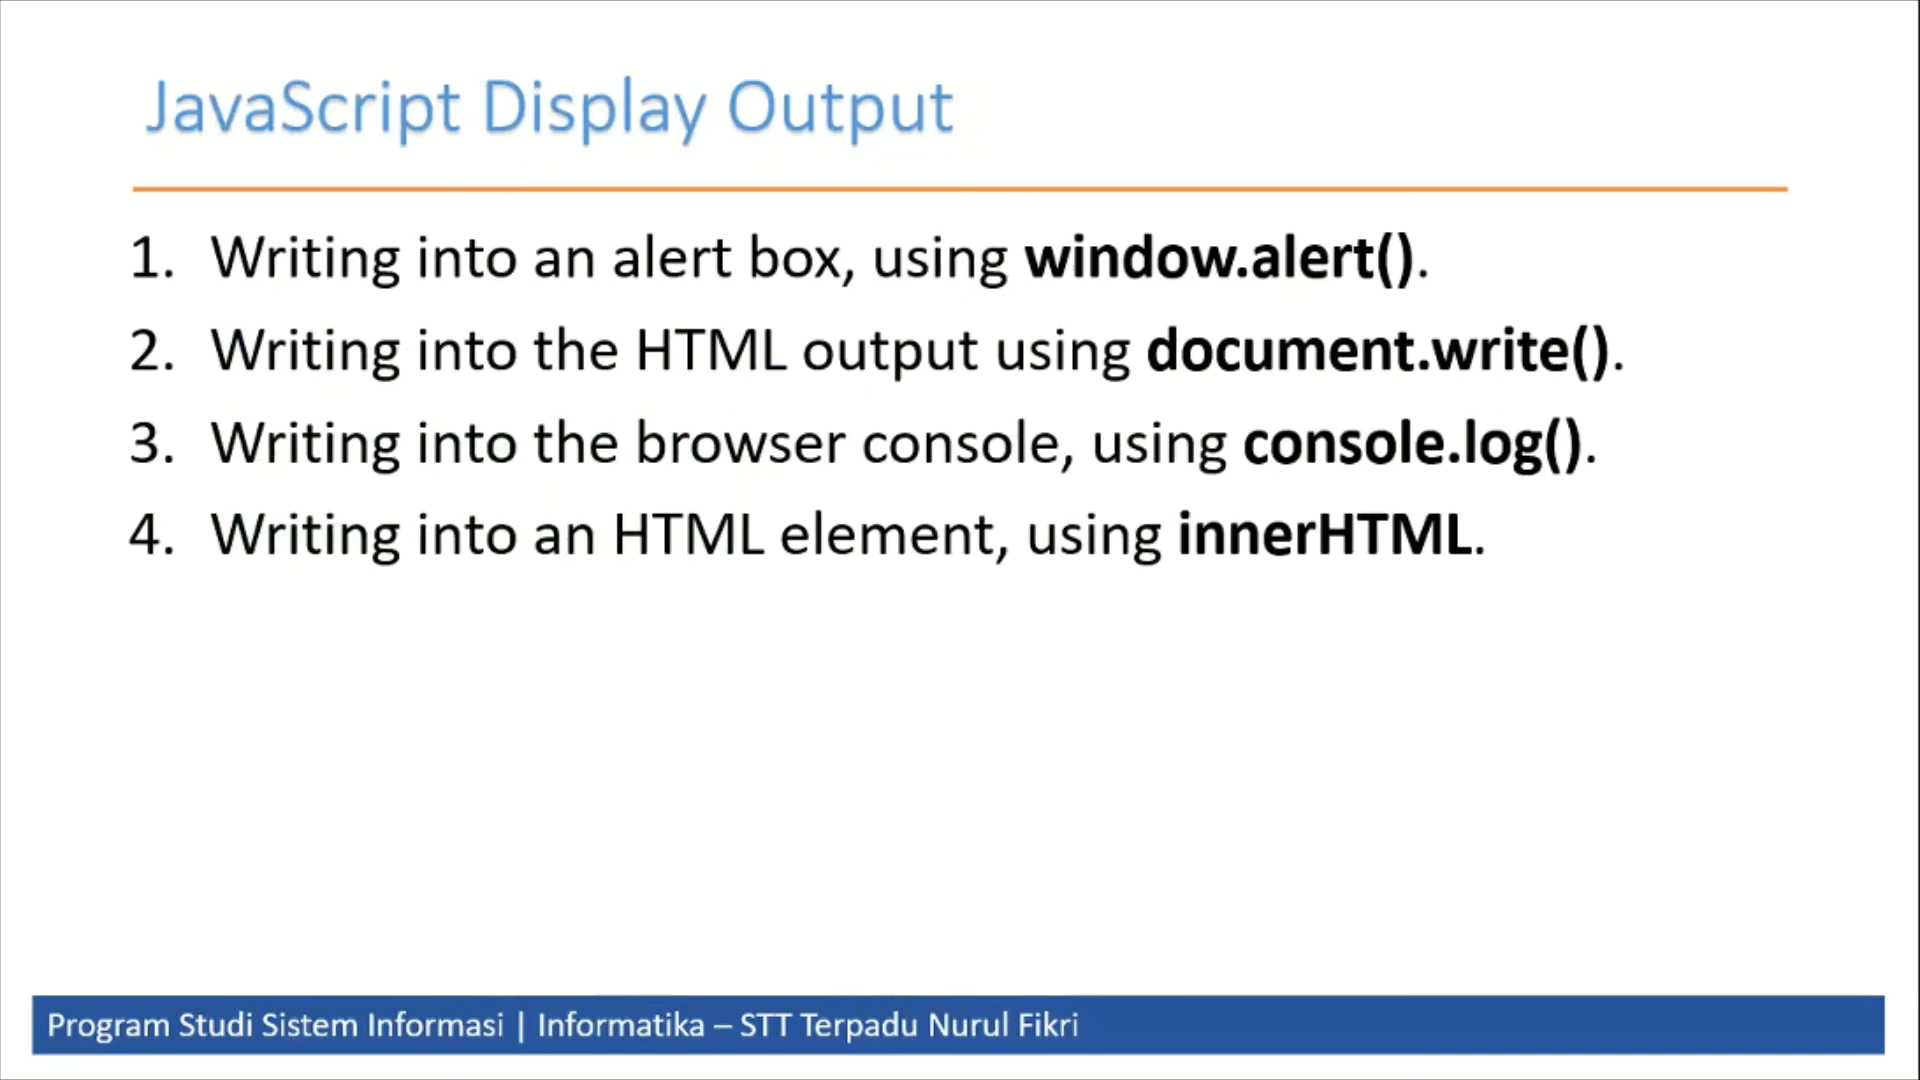 JavaScript Display Output
1. Writing into an alert box, using window.alert().
2. Writing into the HTML output using document.write().
3. Writing into the browser console, using console.log().
4. Writing into an HTML element, using innerHTML.
Program Studi Sistem Informasi | Informatika – STT Terpadu Nurul Fikri